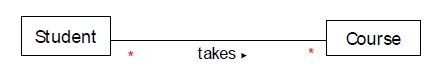 Student
Course
* takes ▸ *